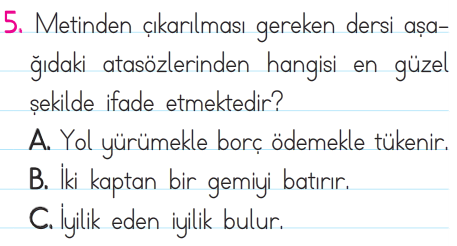 5. Metinden çıkarılması gereken dersi aşa-
ğıdaki atasözlerinden hangisi en güzel
şekilde ifade etmektedir?
A. Yol yürümekle borç ödemekle tükenir.
B. İki kaptan bir gemiyi batırır.
C. İyilik eden iyilik bulur.